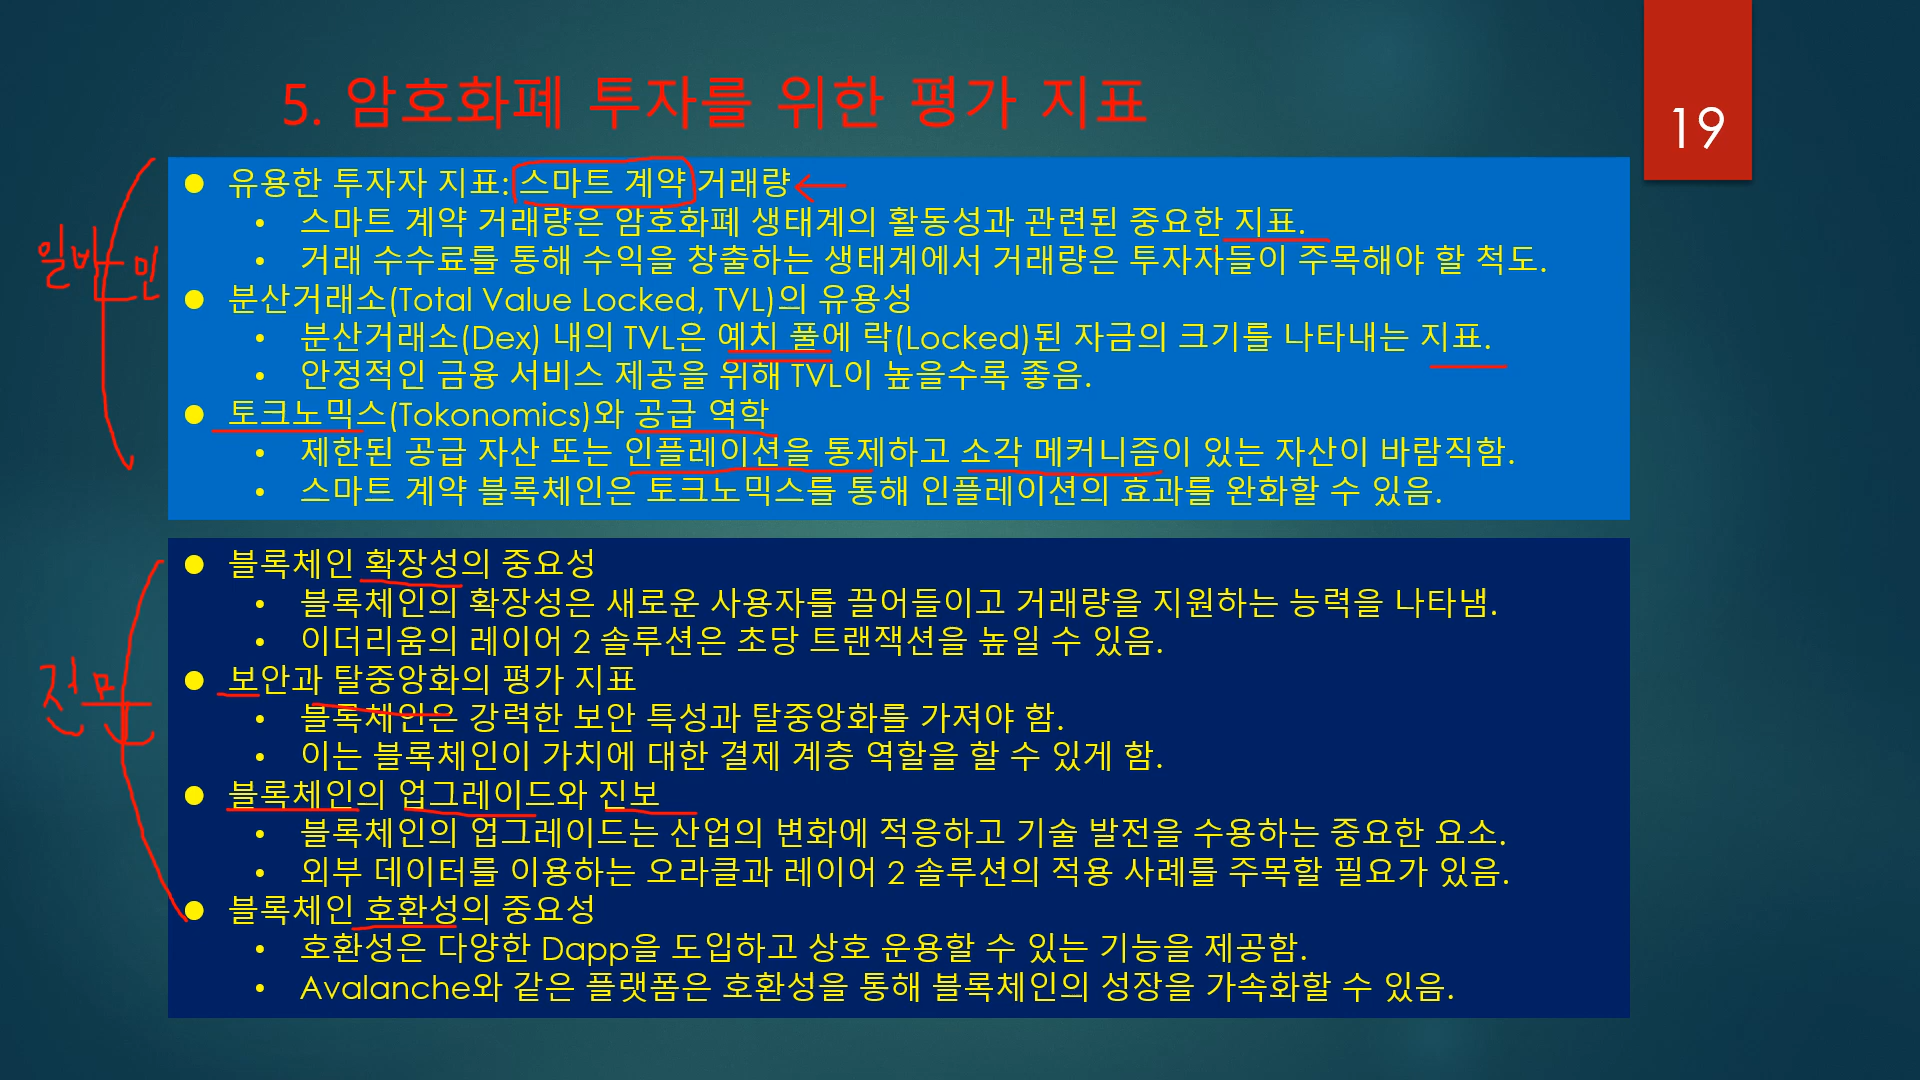 5. 암호화폐 투자를 위한 평가 지표
19
● 유용한 투자자 지표: 스마트 계약 거래량
• 스마트 계약 거래량은 암호화폐 생태계의 활동성과 관련된 중요한 지표.
• 거래 수수료를 통해 수익을 창출하는 생태계에서 거래량은 투자자들이 주목해야 할 척도.
● 분산거래소(Total Value Locked, TVL)의 유용성
• 분산거래소(Dex) 내의 TVL은 예치 풀에 락(Locked)된 자금의 크기를 나타내는 지표.
• 안정적인 금융 서비스 제공을 위해 TVL이 높을수록 좋음.
● 토크노믹스(Tokonomics)와 공급 역학
• 제한된 공급 자산 또는 인플레이션을 통제하고 소각 메커니즘이 있는 자산이 바람직함.
• 스마트 계약 블록체인은 토크노믹스를 통해 인플레이션의 효과를 완화할 수 있음.
일반인
● 블록체인 확장성의 중요성
• 블록체인의 확장성은 새로운 사용자를 끌어들이고 거래량을 지원하는 능력을 나타냄.
• 이더리움의 레이어 2 솔루션은 초당 트랜잭션을 높일 수 있음.
● 보안과 탈중앙화의 평가 지표
• 블록체인은 강력한 보안 특성과 탈중앙화를 가져야 함.
• 이는 블록체인이 가치에 대한 결제 계층 역할을 할 수 있게 함.
● 블록체인의 업그레이드와 진보
• 블록체인의 업그레이드는 산업의 변화에 적응하고 기술 발전을 수용하는 중요한 요소.
• 외부 데이터를 이용하는 오라클과 레이어 2 솔루션의 적용 사례를 주목할 필요가 있음.
● 블록체인 호환성의 중요성
• 호환성은 다양한 Dapp을 도입하고 상호 운용할 수 있는 기능을 제공함.
• Avalanche와 같은 플랫폼은 호환성을 통해 블록체인의 성장을 가속화할 수 있음.
전문